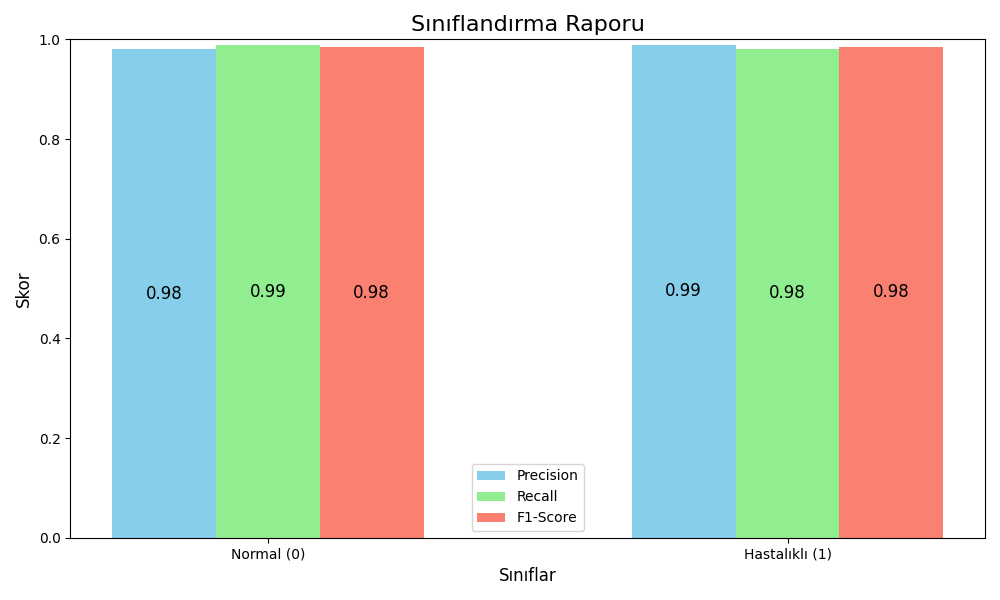 Sınıflandırma Raporu
1.0
0.8
0.6
0.4
0.2
0.0
Skor
0.98
0.99
0.98
0.99
0.98
0.98
Precision
Recall
F1-Score
Normal (0)
Hastalıklı (1)
Sınıflar